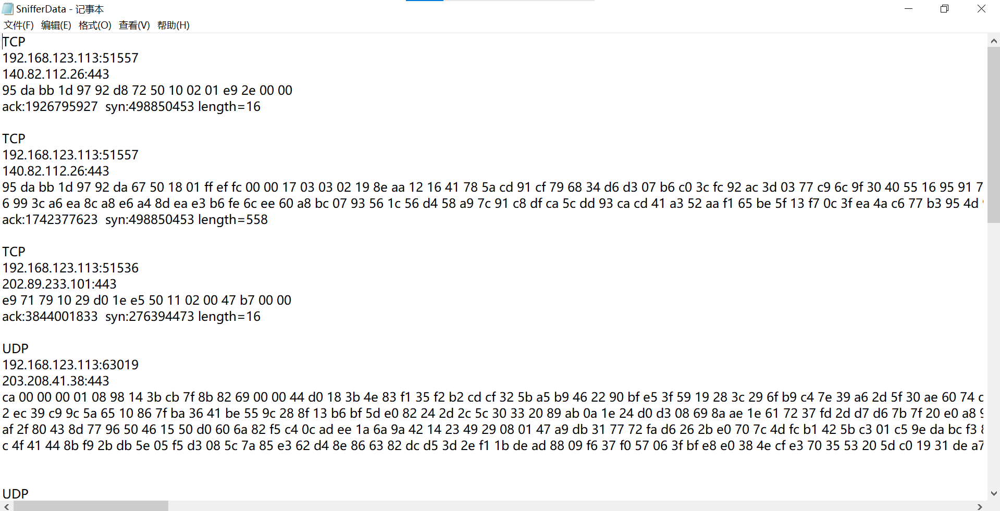 SnifferData - 记事本
文件(F) 编辑(E) 格式(O) 查看(V) 帮助(H)
TCP
192.168.123.113:51557
140.82.112.26:443
95 da bb 1d 97 92 d8 72 50 10 02 01 e9 2e 00 00
ack:1926795927  syn:498850453 length=16
TCP
192.168.123.113:51557
140.82.112.26:443
95 da bb 1d 97 92 da 67 50 18 01 ff ef fc 00 00 17 03 03 02 19 8e aa 12 16 41 78 5a cd 91 cf 79 68 34 d6 d3 07 b6 c0 3c fc 92 ac 3d 03 77 c9 6c 9f 30 40 55 16 95 91 7
6 99 3c a6 ea 8c a8 e6 a4 8d ea e3 b6 fe 6c ee 60 a8 bc 07 93 56 1c 56 d4 58 a9 7c 91 c8 df ca 5c dd 93 ca cd 41 a3 52 aa f1 65 be 5f 13 f7 0c 3f ea 4a c6 77 b3 95 4d
ack:1742377623  syn:498850453 length=558
TCP
192.168.123.113:51536
202.89.233.101:443
e9 71 79 10 29 d0 1e e5 50 11 02 00 47 b7 00 00
ack:3844001833  syn:276394473 length=16
UDP
192.168.123.113:63019
203.208.41.38:443
ca 00 00 00 01 08 98 14 3b cb 7f 8b 82 69 00 00 44 d0 18 3b 4e 83 f1 35 f2 b2 cd cf 32 5b a5 b9 46 22 90 bf e5 3f 59 19 28 3c 29 6f b9 c4 7e 39 a6 2d 5f 30 ae 60 74
2 ec 39 c9 9c 5a 65 10 86 7f ba 36 41 be 55 9c 28 8f 13 b6 bf 5d e0 82 24 2d 2c 5c 30 33 20 89 ab 0a 1e 24 d0 d3 08 69 8a ae 1e 61 72 37 fd 2d d7 d6 7b 7f 20 e0 a8
af 2f 80 43 8d 77 96 50 46 15 50 d0 60 6a 82 f5 c4 0c ad ee 1a 6a 9a 42 14 23 49 29 08 01 47 a9 db 31 77 72 fa d6 26 2b e0 70 7c 4d fc b1 42 5b c3 01 c5 9e da bc f3
c 4f 41 44 8b f9 2b db 5e 05 f5 d3 08 5c 7a 85 e3 62 d4 8e 86 63 82 dc d5 3d 2e f1 1b de ad 88 09 f6 37 f0 57 06 3f bf e8 e0 38 4e cf e3 70 35 53 20 5d c0 19 31 de a7
UDP